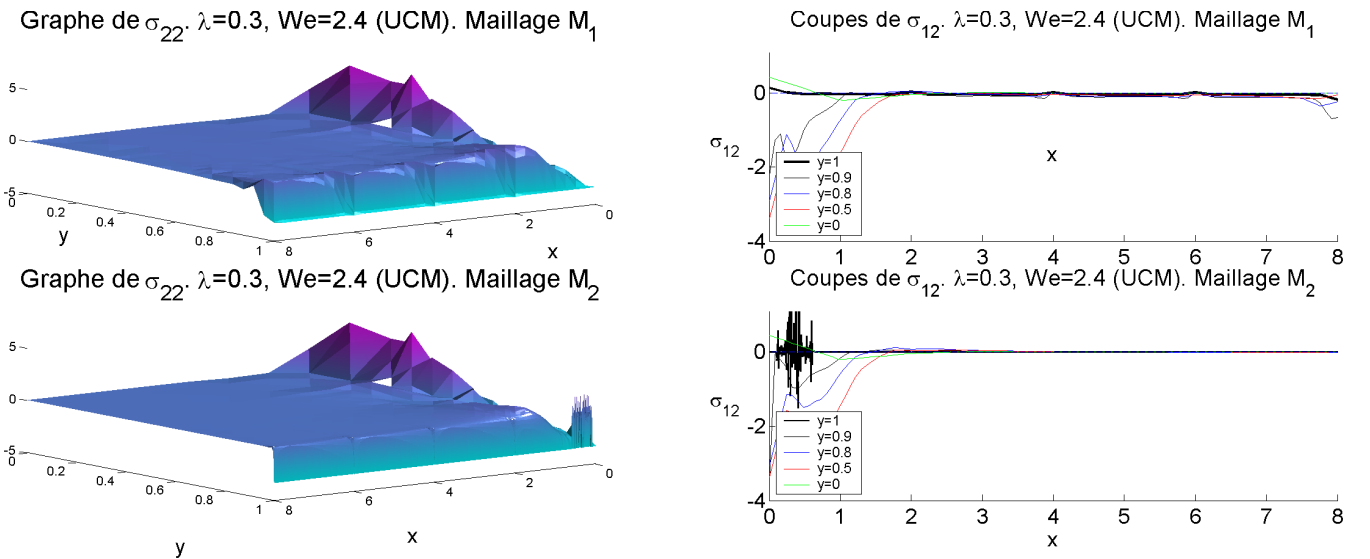 Graphe de σ22. λ=0.3, We=2.4 (UCM). Maillage M1
5
0
-5
0
0.2
0.4
0.6
0.8
1
y
8
6
4
2
0
x
Coupes de σ12. λ=0.3, We=2.4 (UCM). Maillage M1
0
-2
-4
σ12
x
y=1
y=0.9
y=0.8
y=0.5
y=0
0 1 2 3 4 5 6 7 8
Graphe de σ22. λ=0.3, We=2.4 (UCM). Maillage M2
5
0
-5
0
0.2
0.4
0.6
0.8
1
y
8
6
4
2
0
x
Coupes de σ12. λ=0.3, We=2.4 (UCM). Maillage M2
0
-2
-4
σ12
y=1
y=0.9
y=0.8
y=0.5
y=0
0 1 2 3 4 5 6 7 8
x